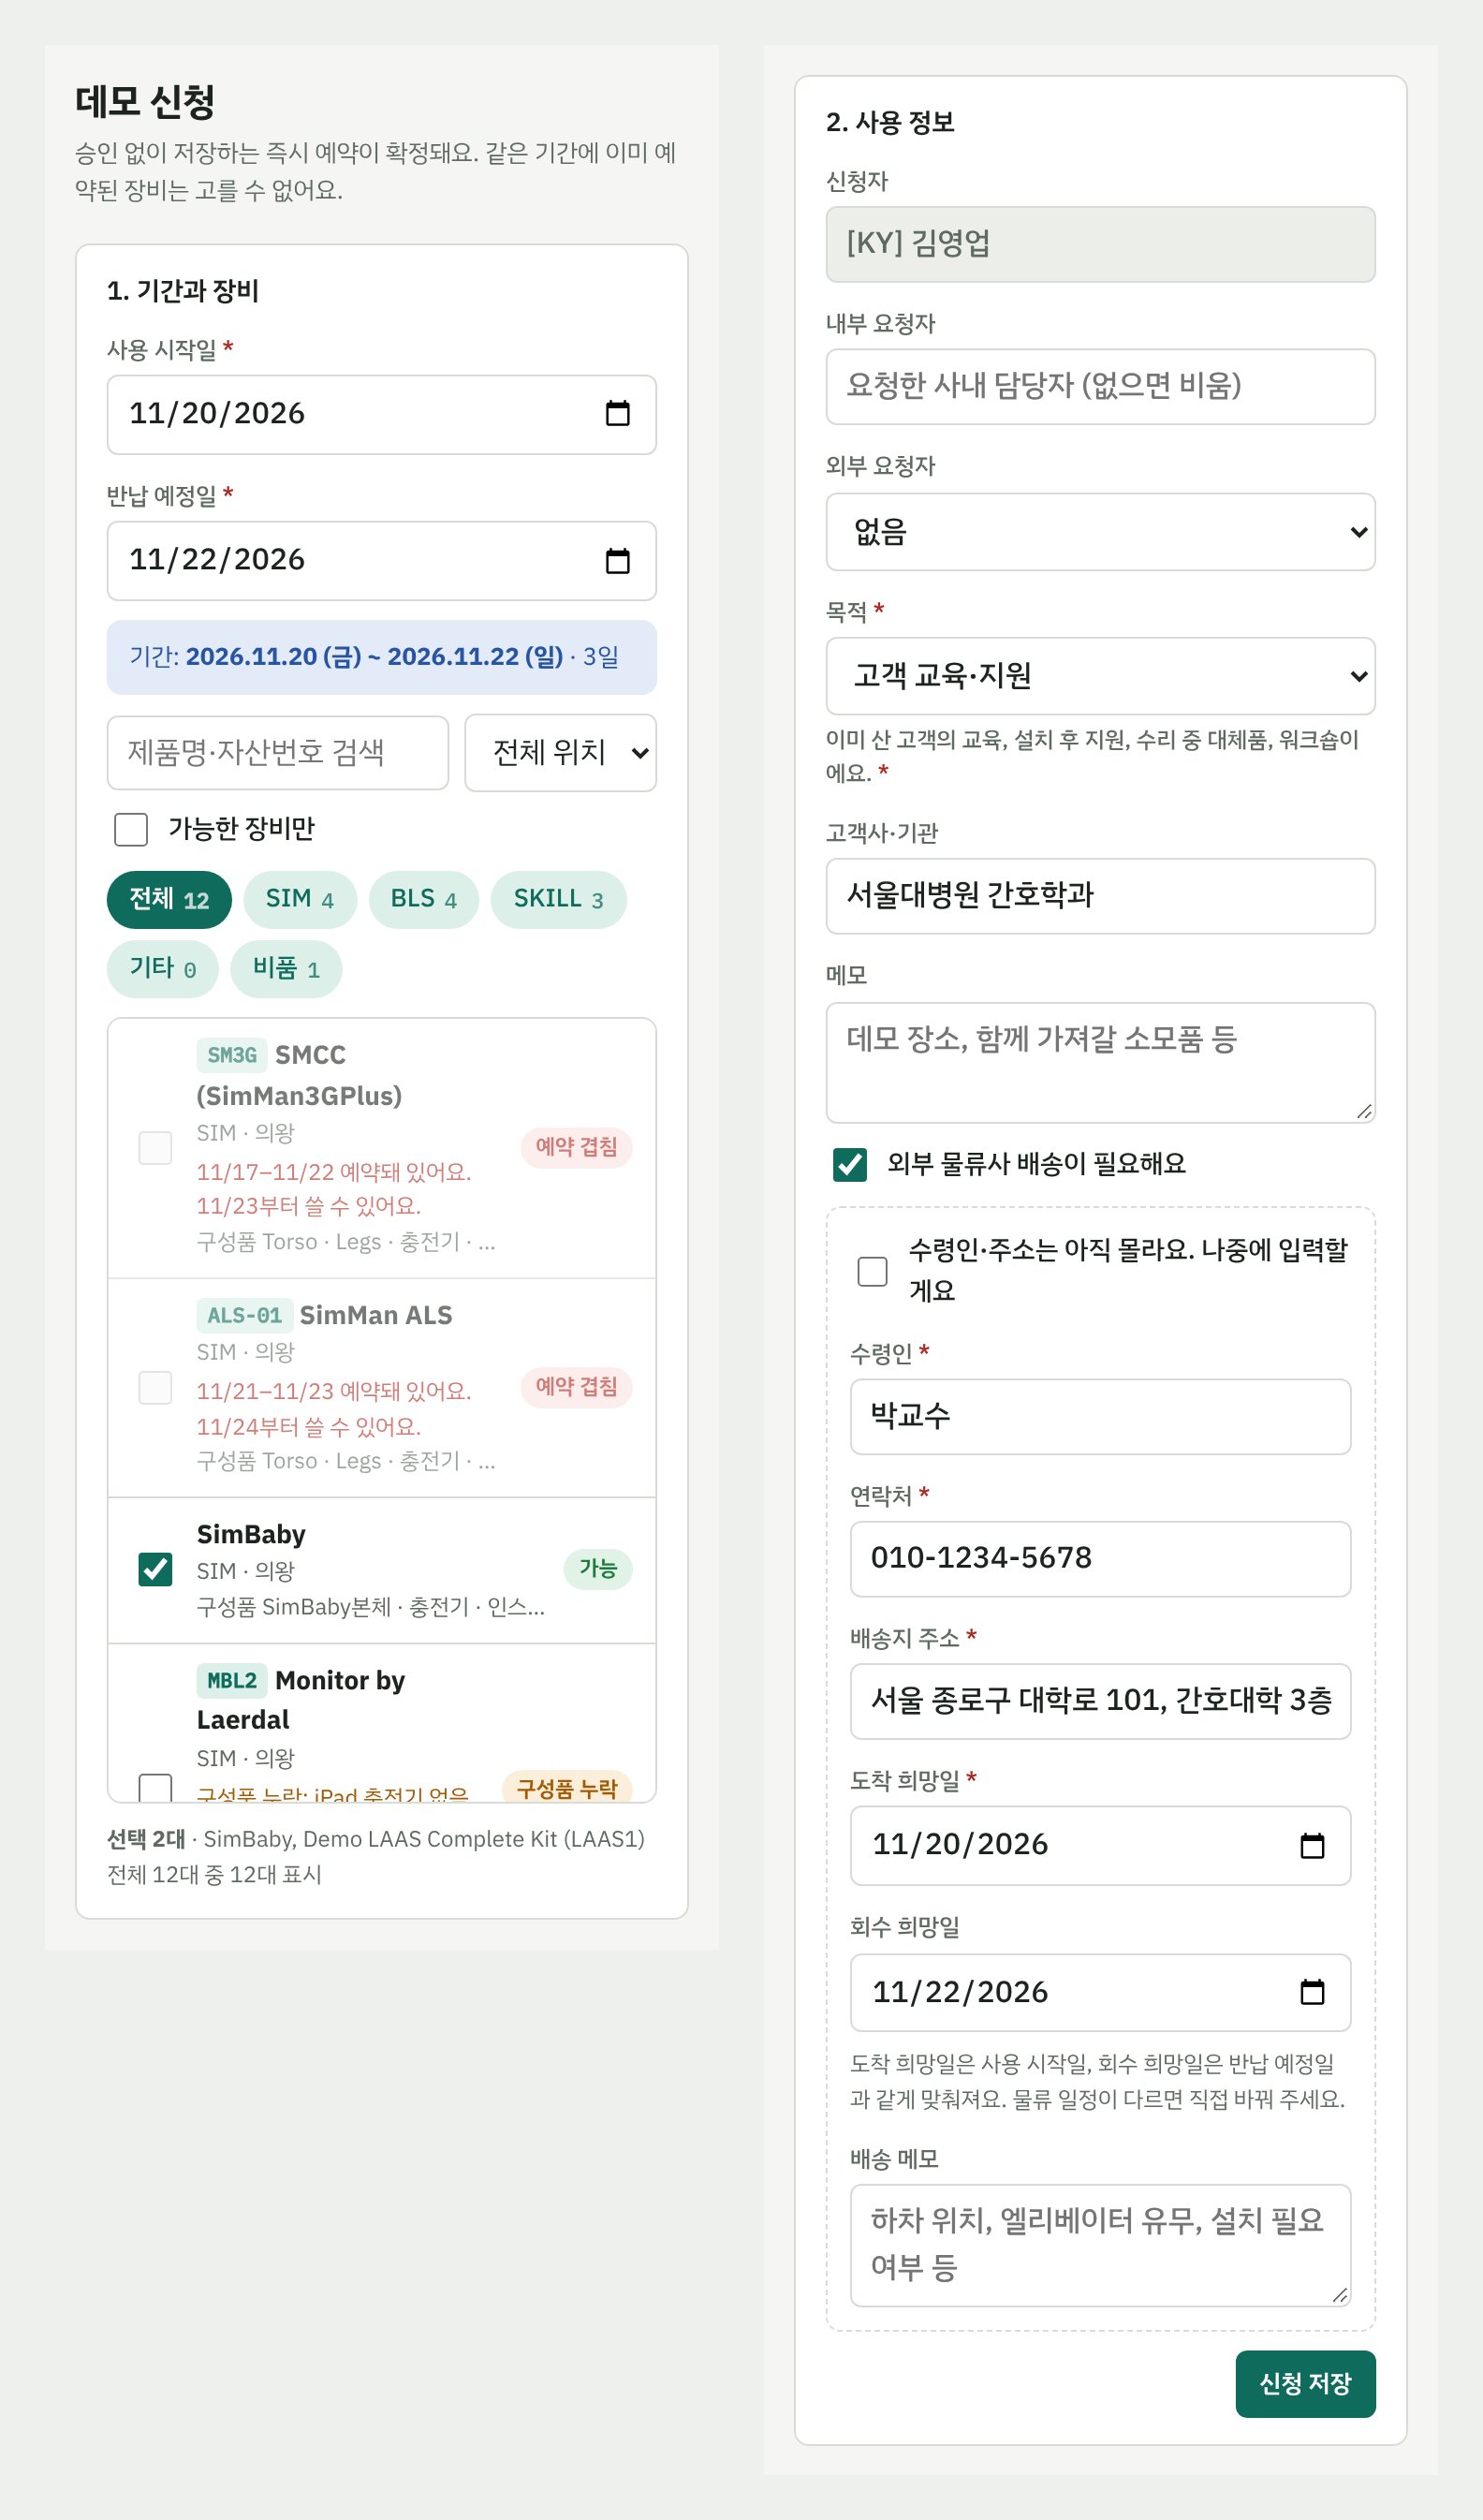 데모 신청
승인 없이 저장하는 즉시 예약이 확정돼요. 같은 기간에 이미 예
약된 장비는 고를 수 없어요.
1. 기간과 장비
사용 시작일 *
11/20/2026
반납 예정일 *
11/22/2026
기간: 2026.11.20 (금) ~ 2026.11.22 (일) · 3일
제품명·자산번호 검색
전체 위치
가능한 장비만
전체 12
SIM 4
BLS 4
SKILL 3
기타 0
비품 1
SM3G SMCC
(SimMan3GPlus)
SIM · 의왕
11/17–11/22 예약돼 있어요.
11/23부터 쓸 수 있어요.
구성품 Torso · Legs · 충전기 · ...
예약 겹침
ALS-01 SimMan ALS
SIM · 의왕
11/21–11/23 예약돼 있어요.
11/24부터 쓸 수 있어요.
구성품 Torso · Legs · 충전기 · ...
예약 겹침
SimBaby
SIM · 의왕
구성품 SimBaby본체 · 충전기 · 인스...
가능
MBL2 Monitor by
Laerdal
SIM · 의왕
구성품 누락: iPad 충전기 없음
구성품 누락
선택 2대 · SimBaby, Demo LAAS Complete Kit (LAAS1)
전체 12대 중 12대 표시
2. 사용 정보
신청자
[KY] 김영업
내부 요청자
요청한 사내 담당자 (없으면 비움)
외부 요청자
없음
목적 *
고객 교육·지원
이미 산 고객의 교육, 설치 후 지원, 수리 중 대체품, 워크숍이
에요. *
고객사·기관
서울대병원 간호학과
메모
데모 장소, 함께 가져갈 소모품 등
외부 물류사 배송이 필요해요
수령인·주소는 아직 몰라요. 나중에 입력할
게요
수령인 *
박교수
연락처 *
010-1234-5678
배송지 주소 *
서울 종로구 대학로 101, 간호대학 3층
도착 희망일 *
11/20/2026
회수 희망일
11/22/2026
도착 희망일은 사용 시작일, 회수 희망일은 반납 예정일
과 같게 맞춰져요. 물류 일정이 다르면 직접 바꿔 주세요.
배송 메모
하차 위치, 엘리베이터 유무, 설치 필요
여부 등
신청 저장